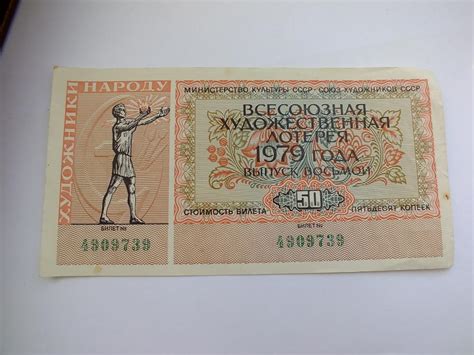 ХУДОЖНИКИ НАРОДУ
БИЛЕТ №
4909739
МИНИСТЕРСТВО КУЛЬТУРЫ СССР · СОЮЗ ХУДОЖНИКОВ СССР
ВСЕСОЮЗНАЯ
ХУДОЖЕСТВЕННАЯ
ЛОТЕРЕЯ
1979 ГОДА
ВЫПУСК ВОСЬМОЙ
СТОИМОСТЬ БИЛЕТА 50 ПЯТЬДЕСЯТ КОПЕЕК
БИЛЕТ №
4909739